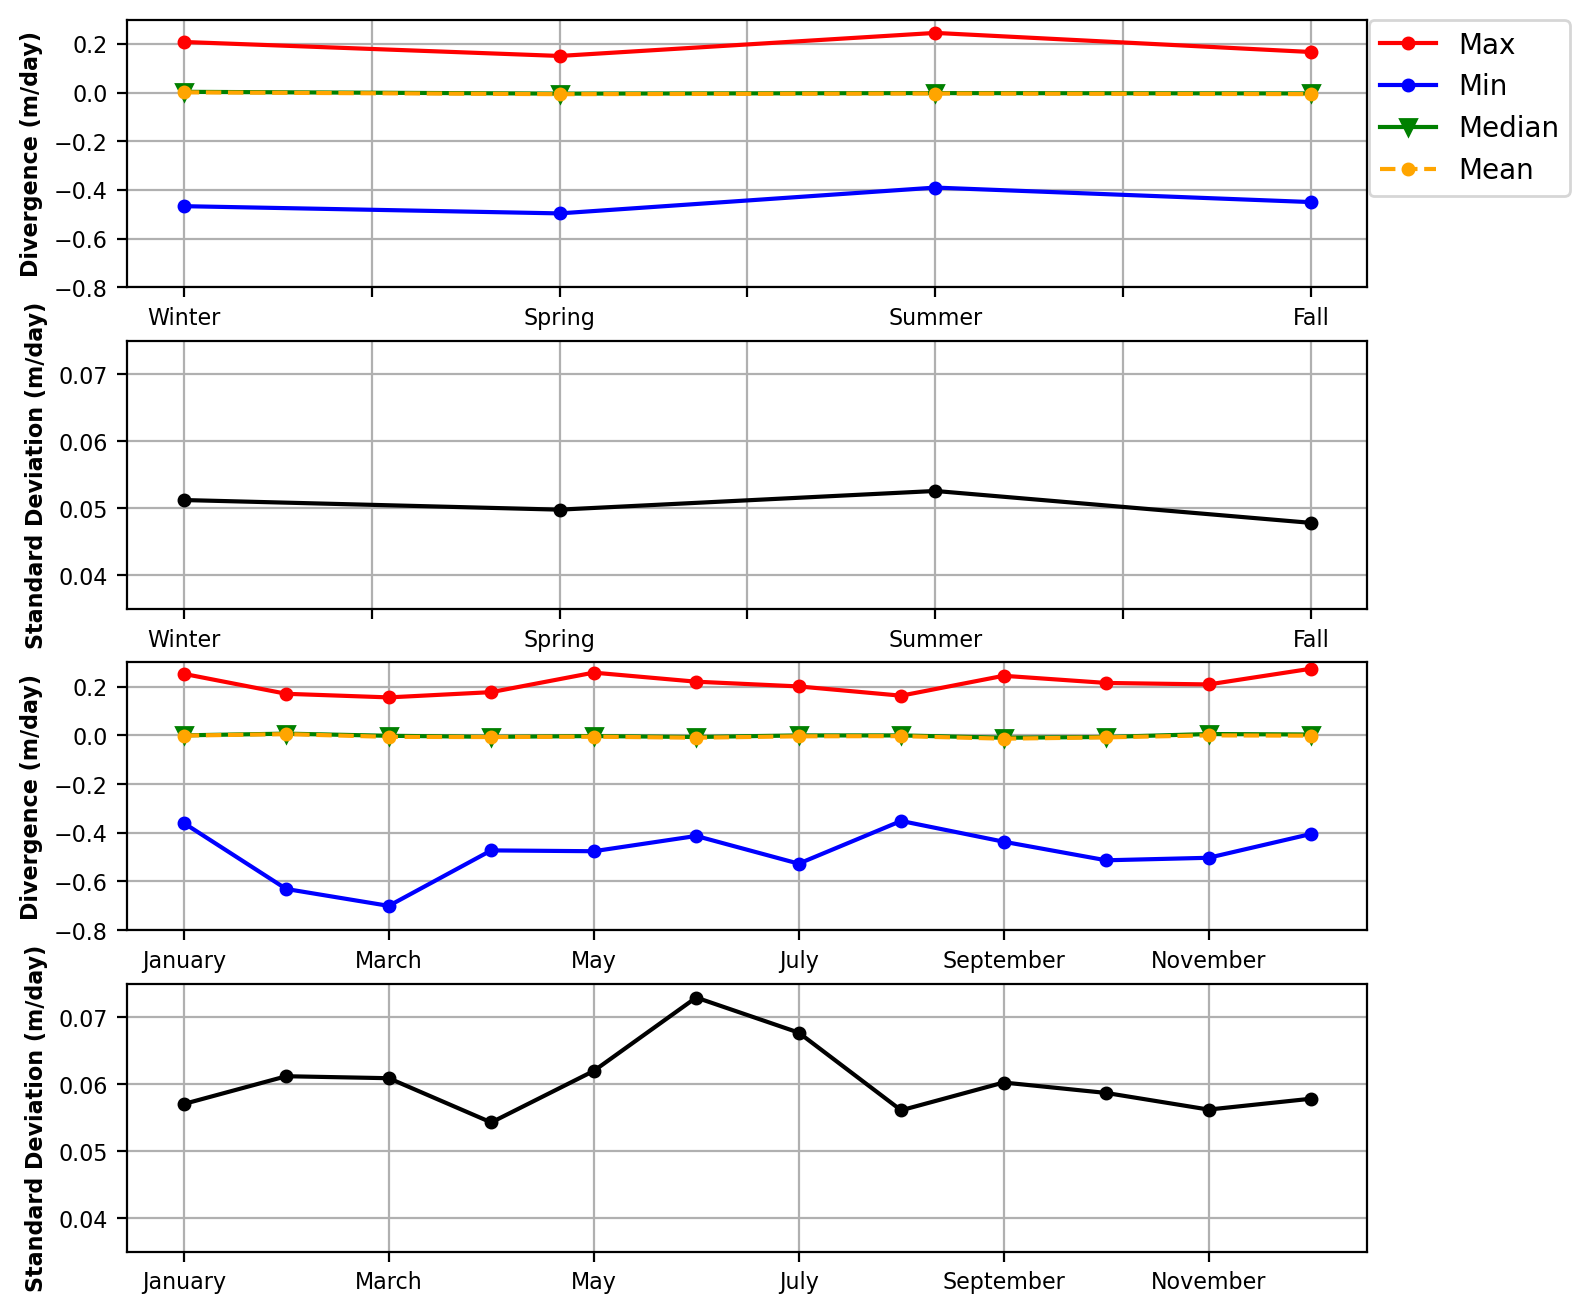 Divergence (m/day)
0.2
0.0
−0.2
−0.4
−0.6
−0.8
Winter Spring Summer Fall
Max
Min
Median
Mean
Standard Deviation (m/day)
0.07
0.06
0.05
0.04
Winter Spring Summer Fall
Divergence (m/day)
0.2
0.0
−0.2
−0.4
−0.6
−0.8
January March May July September November
Standard Deviation (m/day)
0.07
0.06
0.05
0.04
January March May July September November